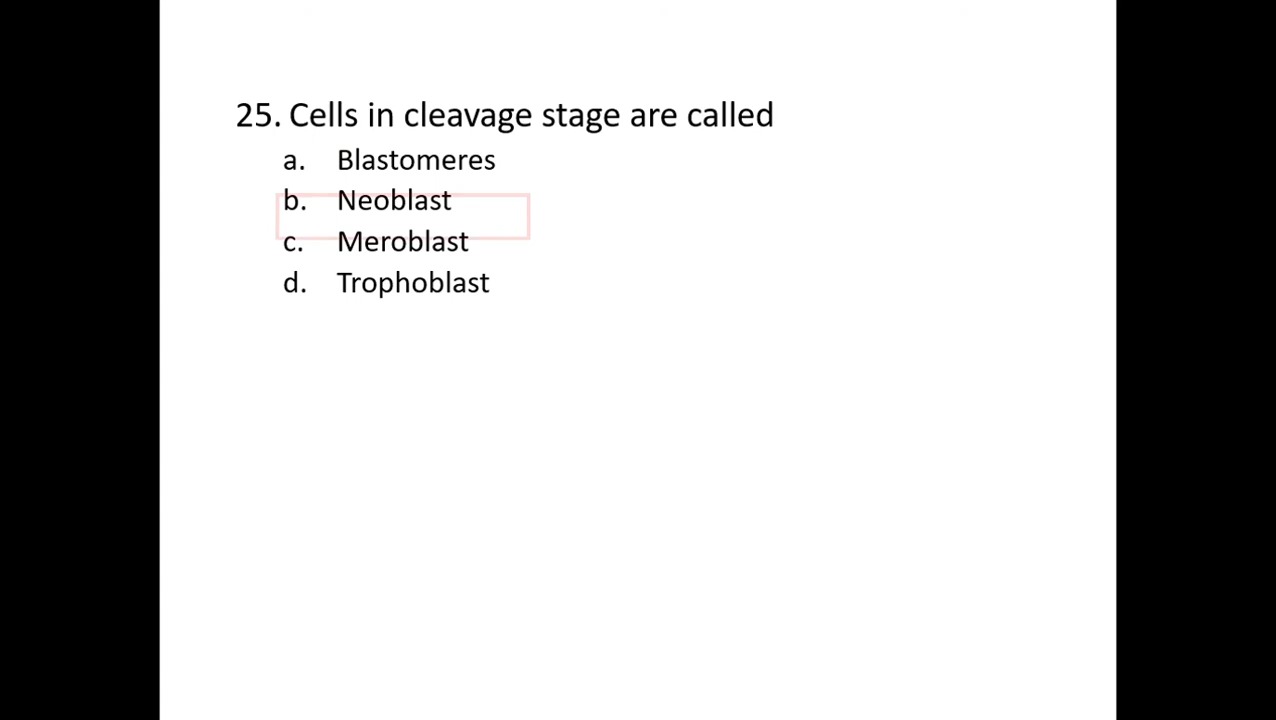 25. Cells in cleavage stage are called
a. Blastomeres
b. Neoblast
c. Meroblast
d. Trophoblast